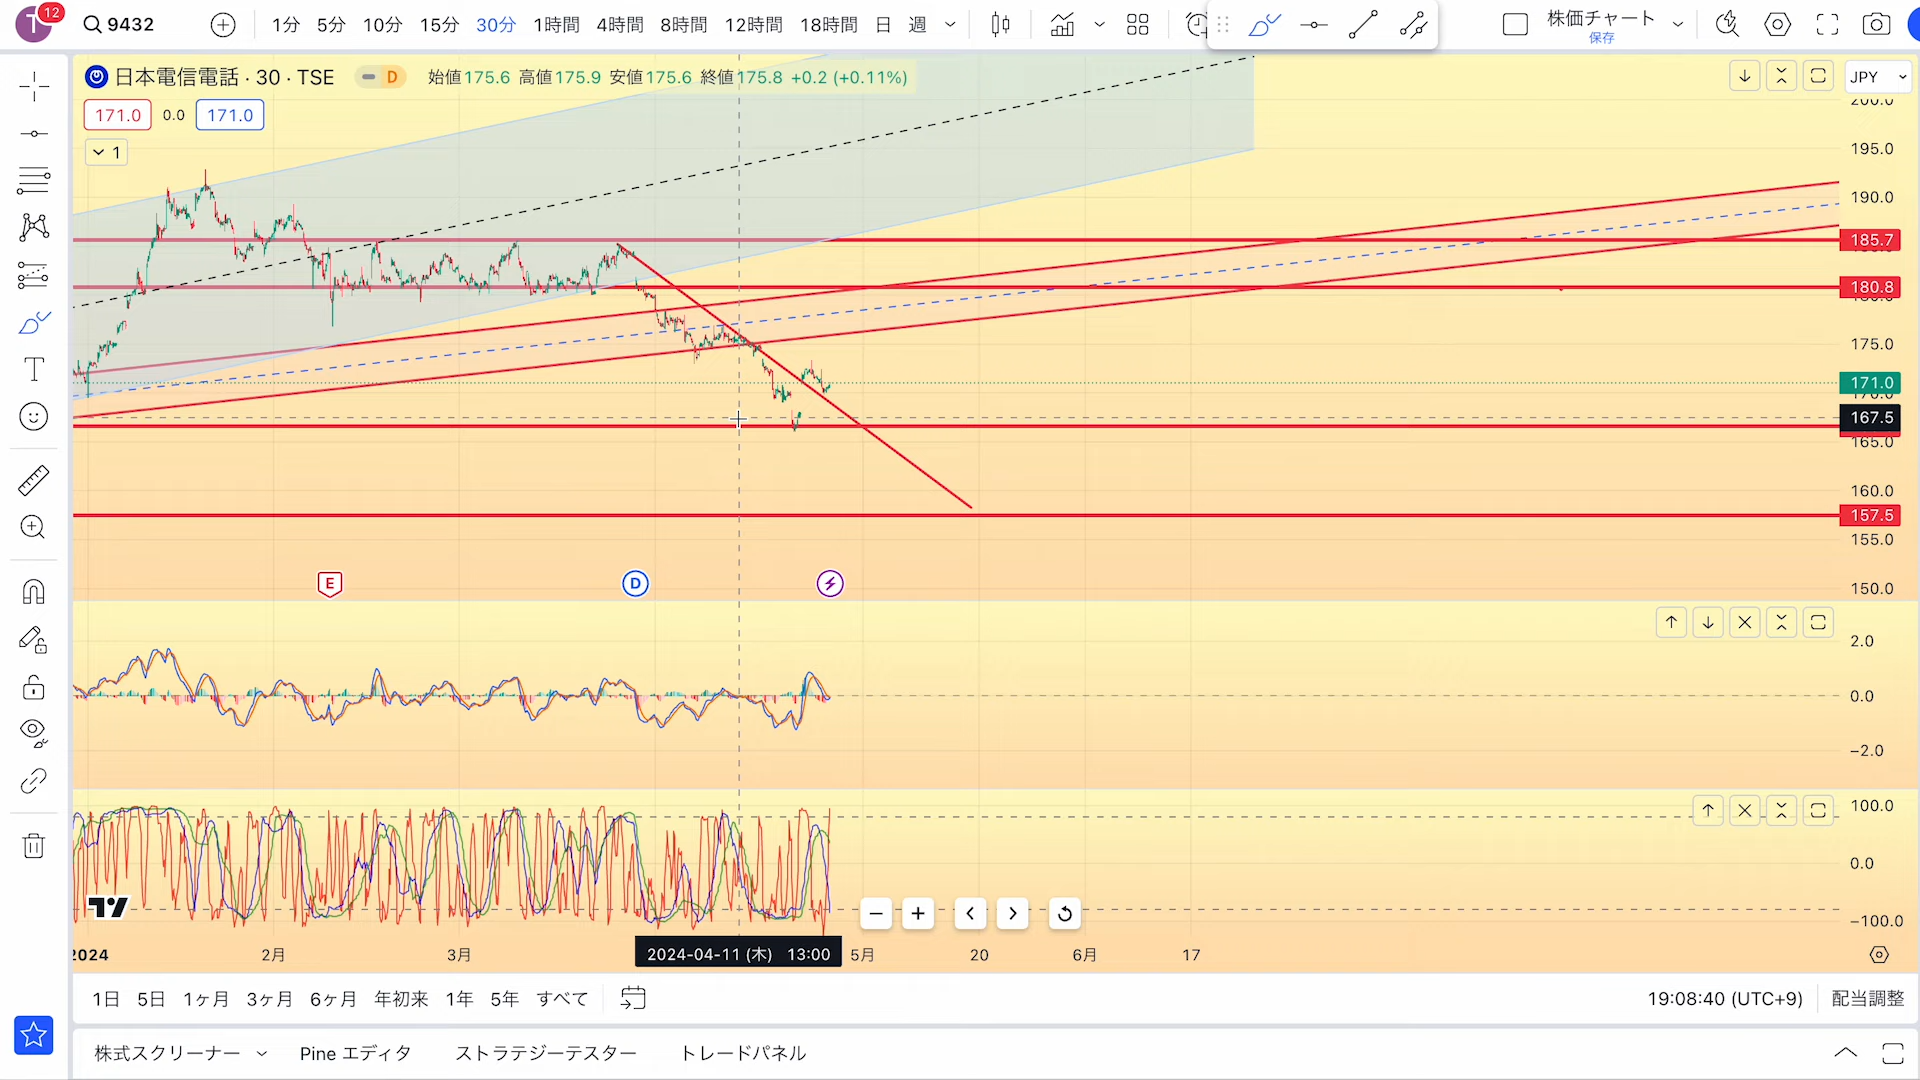 T 12 9432 1分 5分 10分 15分 30分 1時間 4時間 8時間 12時間 18時間 日 週 株価チャート
保存
日本電信電話 · 30 · TSE D 始値175.6 高値175.9 安値175.6 終値175.8 +0.2 (+0.11%) JPY
171.0 0.0 171.0
1
200.0
195.0
190.0
185.7
180.8
180.0
175.0
171.0
170.0
167.5
165.0
160.0
157.5
155.0
150.0
E D
2.0
0.0
−2.0
100.0
0.0
−100.0
2024 2月 3月 2024-04-11 (木) 13:00 5月 20 6月 17
1日 5日 1ヶ月 3ヶ月 6ヶ月 年初来 1年 5年 すべて 19:08:40 (UTC+9) 配当調整
株式スクリーナー Pine エディタ ストラテジーテスター トレードパネル